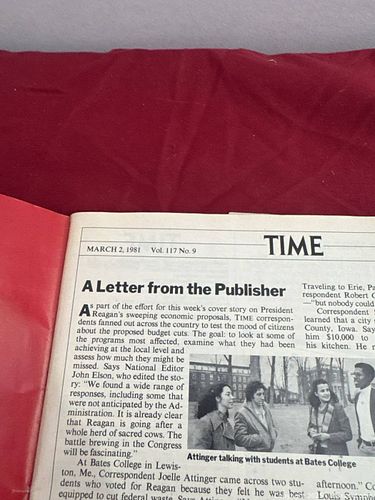 MARCH 2, 1981 Vol. 117 No. 9
TIME
A Letter from the Publisher
As part of the effort for this week's cover story on President
Reagan's sweeping economic proposals, TIME correspon-
dents fanned out across the country to test the mood of citizens
about the proposed budget cuts. The goal: to look at some of
the programs most affected, examine what they had been
achieving at the local level and
assess how much they might be
missed. Says National Editor
John Elson, who edited the sto-
ry: "We found a wide range of
responses, including some that
were not anticipated by the Ad-
ministration. It is already clear
that Reagan is going after a
whole herd of sacred cows. The
battle brewing in the Congress
will be fascinating."
At Bates College in Lewis-
ton, Me., Correspondent Joelle Attinger came across two stu-
dents who voted for Reagan because they felt he was best
equipped to cut federal waste. Says
Attinger talking with students at Bates College
Traveling to Erie, Pa
respondent Robert C
—"but nobody could
Correspondent
learned that a city
County, Iowa. Say
him $10,000 to
his kitchen. He r
afternoon." Co
Louis Symph